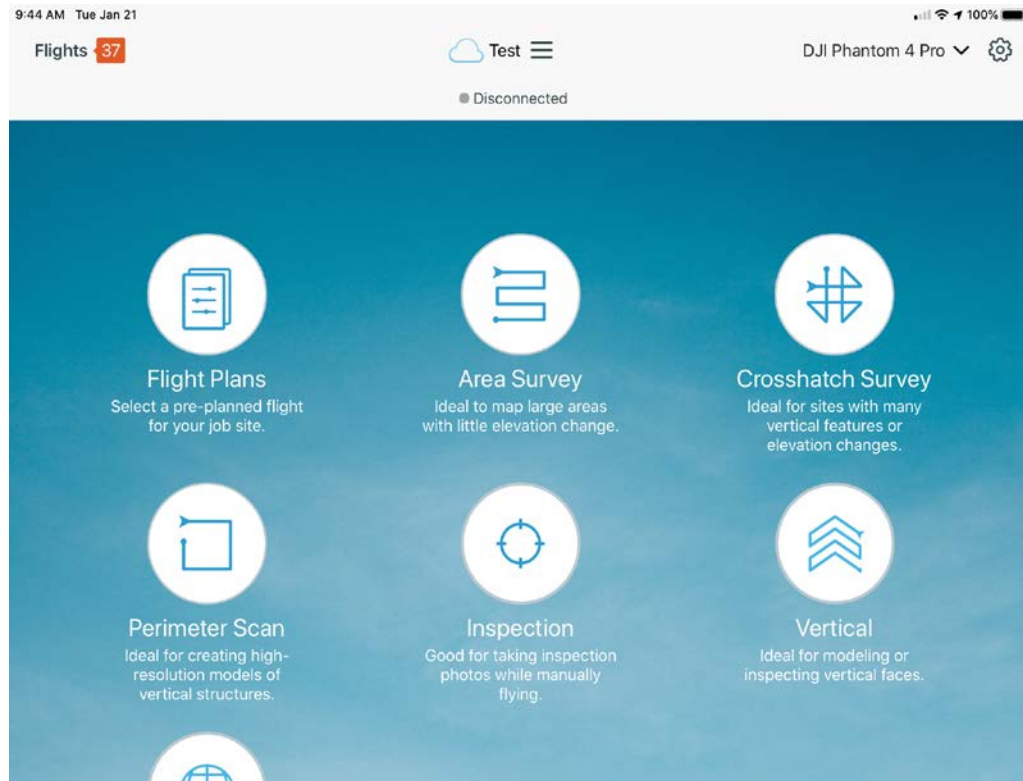 9:44 AM Tue Jan 21
100%
Flights 37
Test
DJI Phantom 4 Pro
Disconnected
Flight Plans
Select a pre-planned flight
for your job site.
Area Survey
Ideal to map large areas
with little elevation change.
Crosshatch Survey
Ideal for sites with many
vertical features or
elevation changes.
Perimeter Scan
Ideal for creating high-
resolution models of
vertical structures.
Inspection
Good for taking inspection
photos while manually
flying.
Vertical
Ideal for modeling or
inspecting vertical faces.